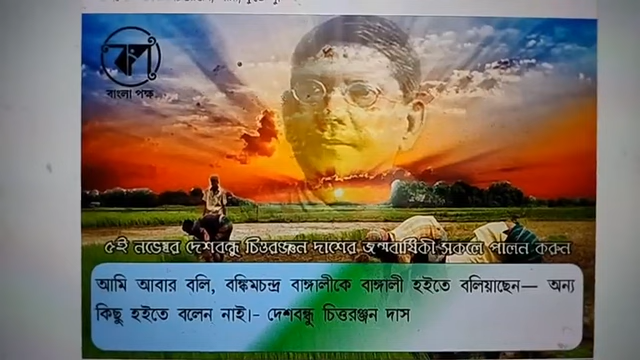 বাংলা পক্ষ
৫ই নভেম্বর দেশবন্ধু চিত্তরঞ্জন দাশের জন্মবার্ষিকী সকলে পালন করুন
আমি আবার বলি, বঙ্কিমচন্দ্র বাঙ্গালীকে বাঙ্গালী হইতে বলিয়াছেন— অন্য
কিছু হইতে বলেন নাই।- দেশবন্ধু চিত্তরঞ্জন দাস